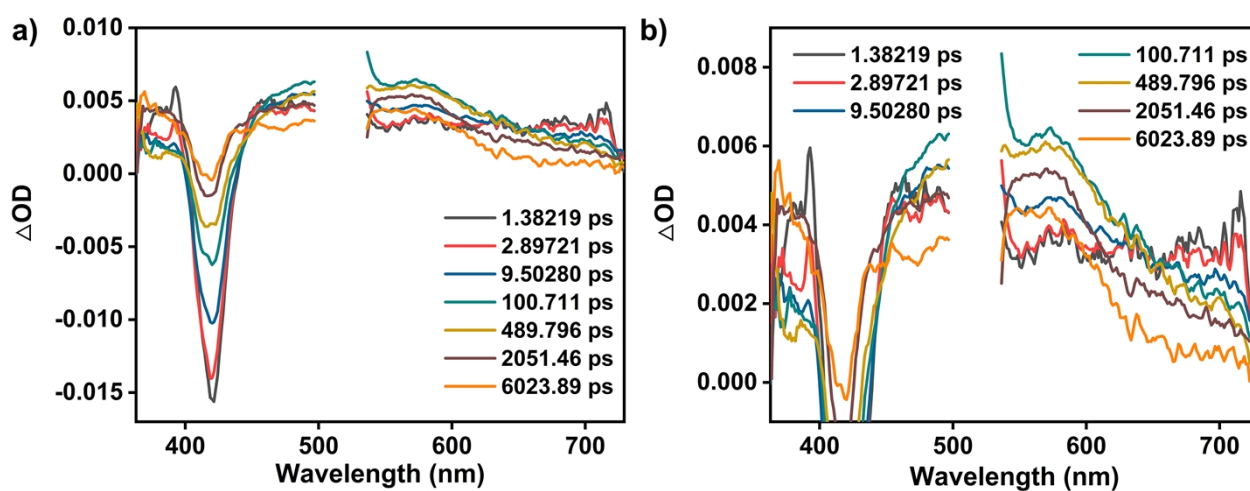 a)
0.010
0.005
0.000
-0.005
-0.010
-0.015
△OD
1.38219 ps
2.89721 ps
9.50280 ps
100.711 ps
489.796 ps
2051.46 ps
6023.89 ps
400 500 600 700
Wavelength (nm)
b)
0.008
0.006
0.004
0.002
0.000
△OD
1.38219 ps
2.89721 ps
9.50280 ps
100.711 ps
489.796 ps
2051.46 ps
6023.89 ps
400 500 600 700
Wavelength (nm)